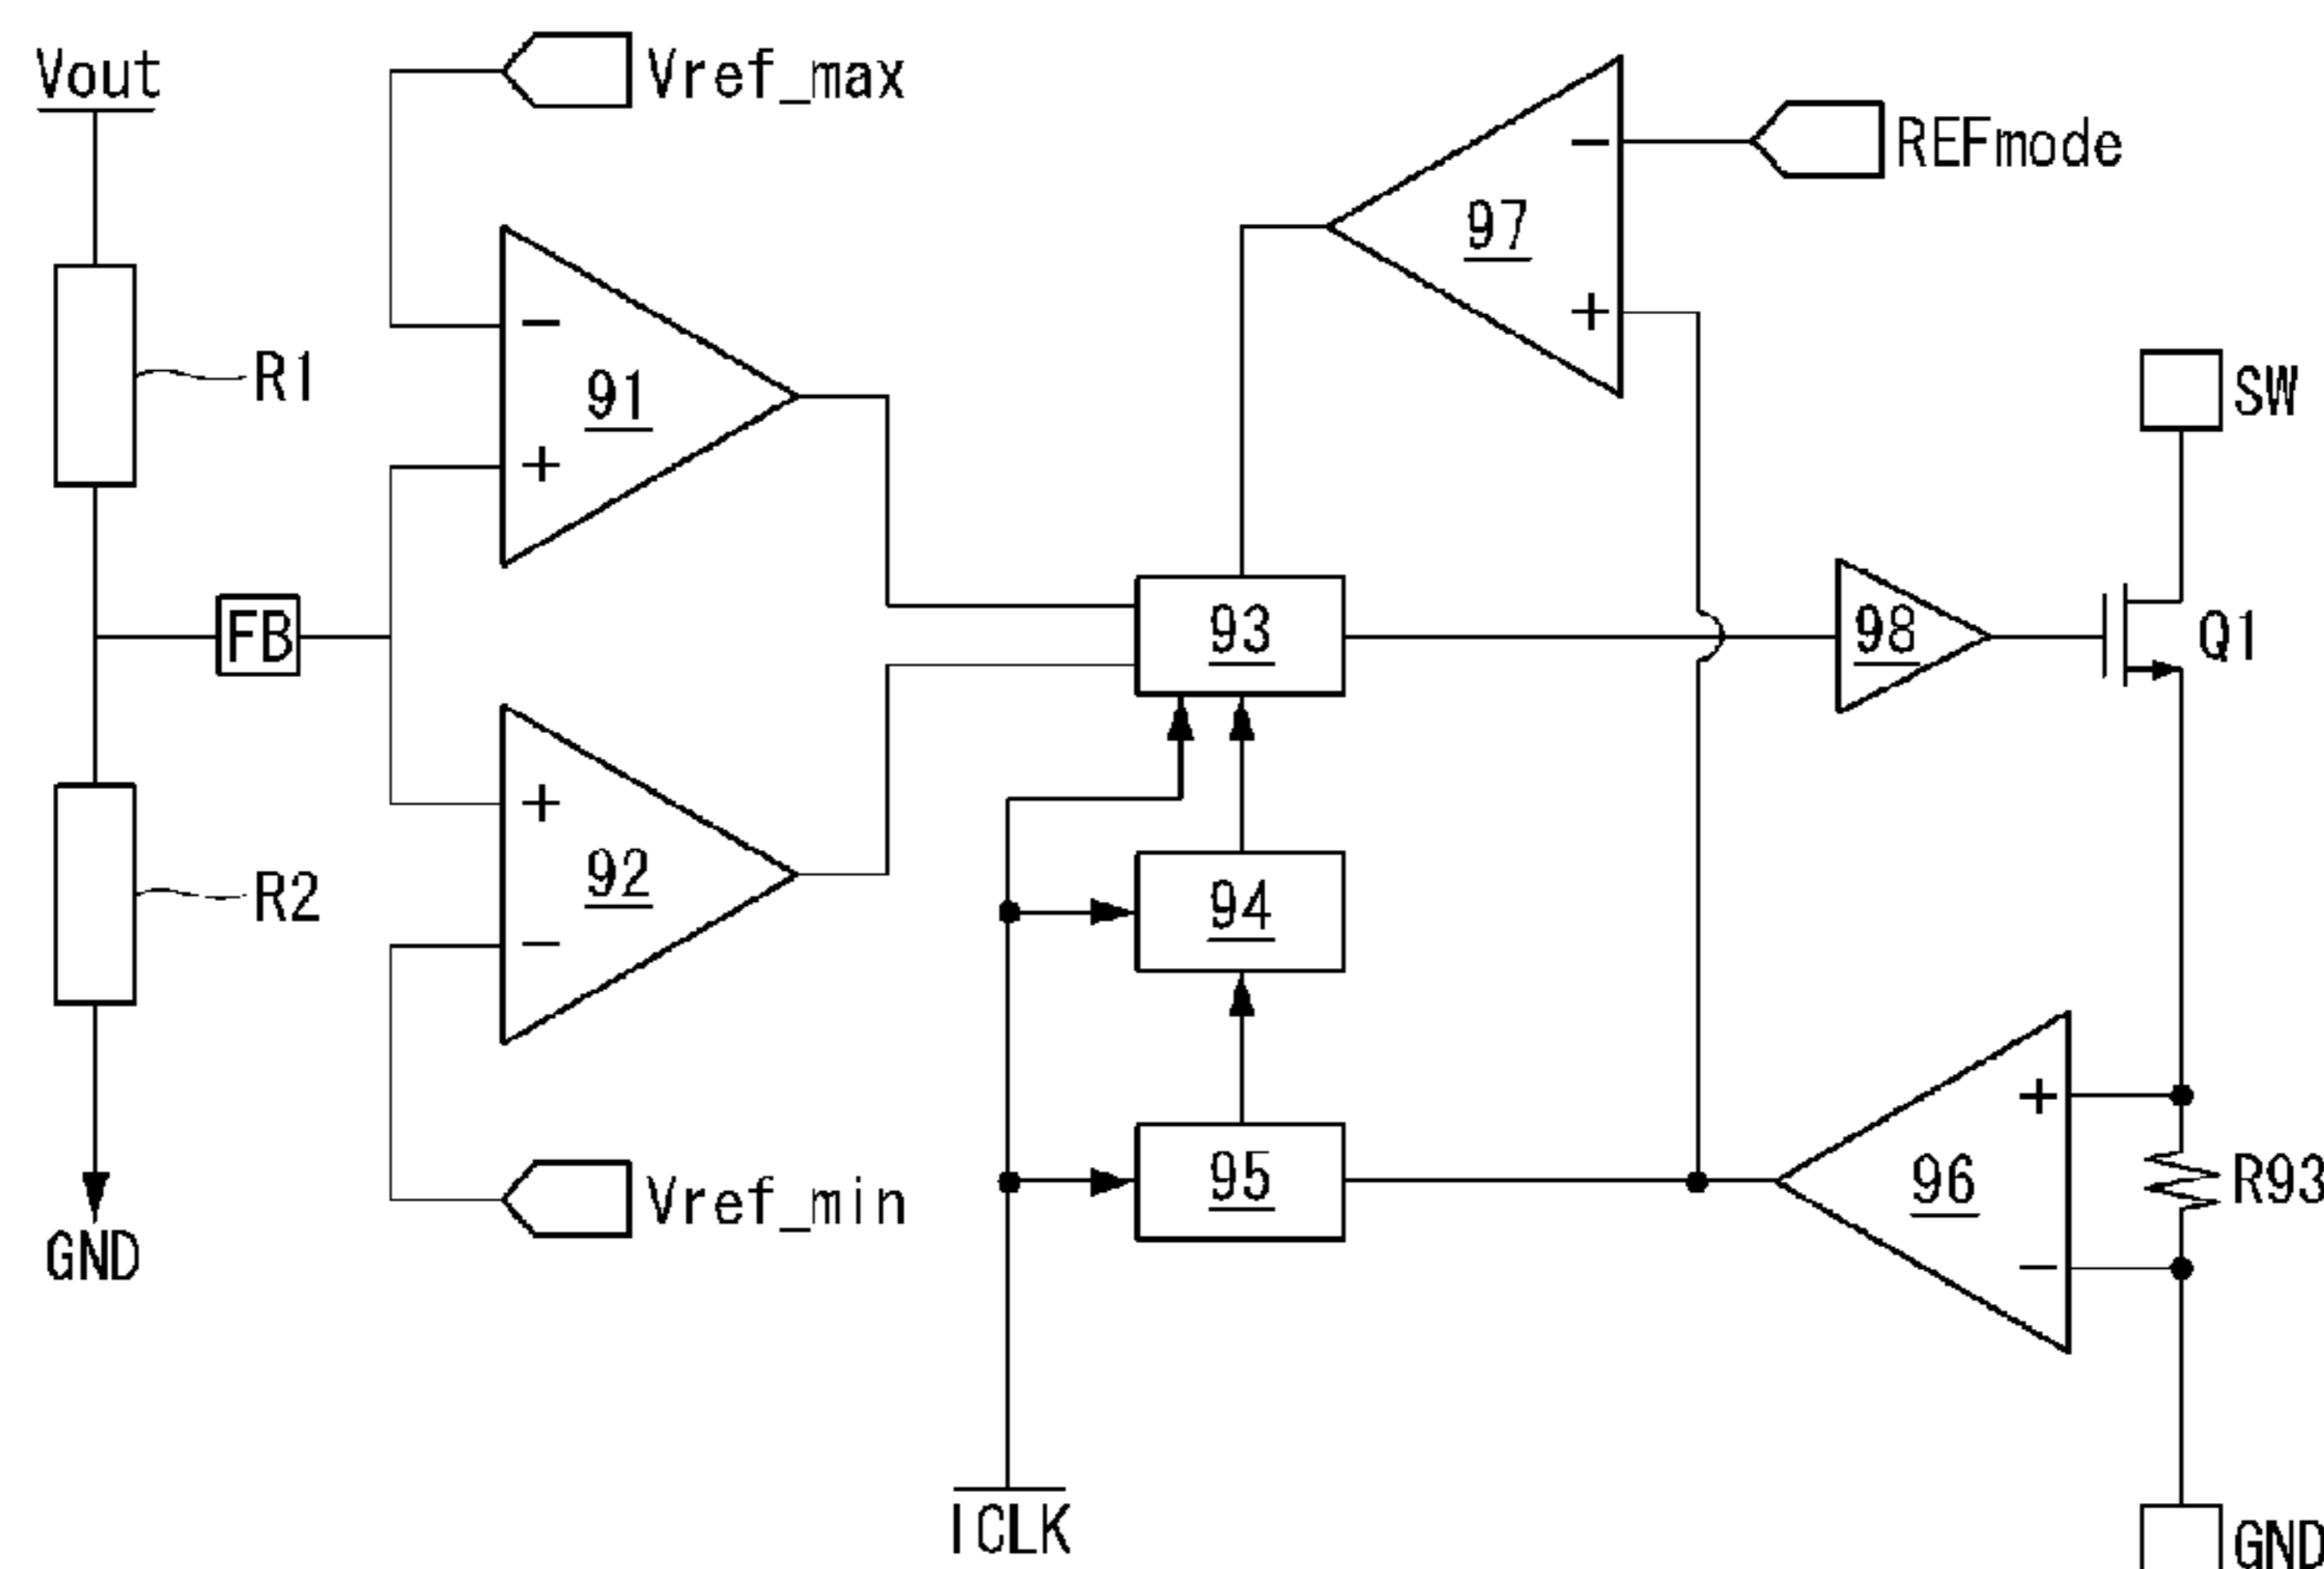 Vout
Vref_max
REFmode
97
R1
91
SW
FB
93
98
Q1
92
R2
94
96
95
R93
Vref_min
GND
ICLK
GND